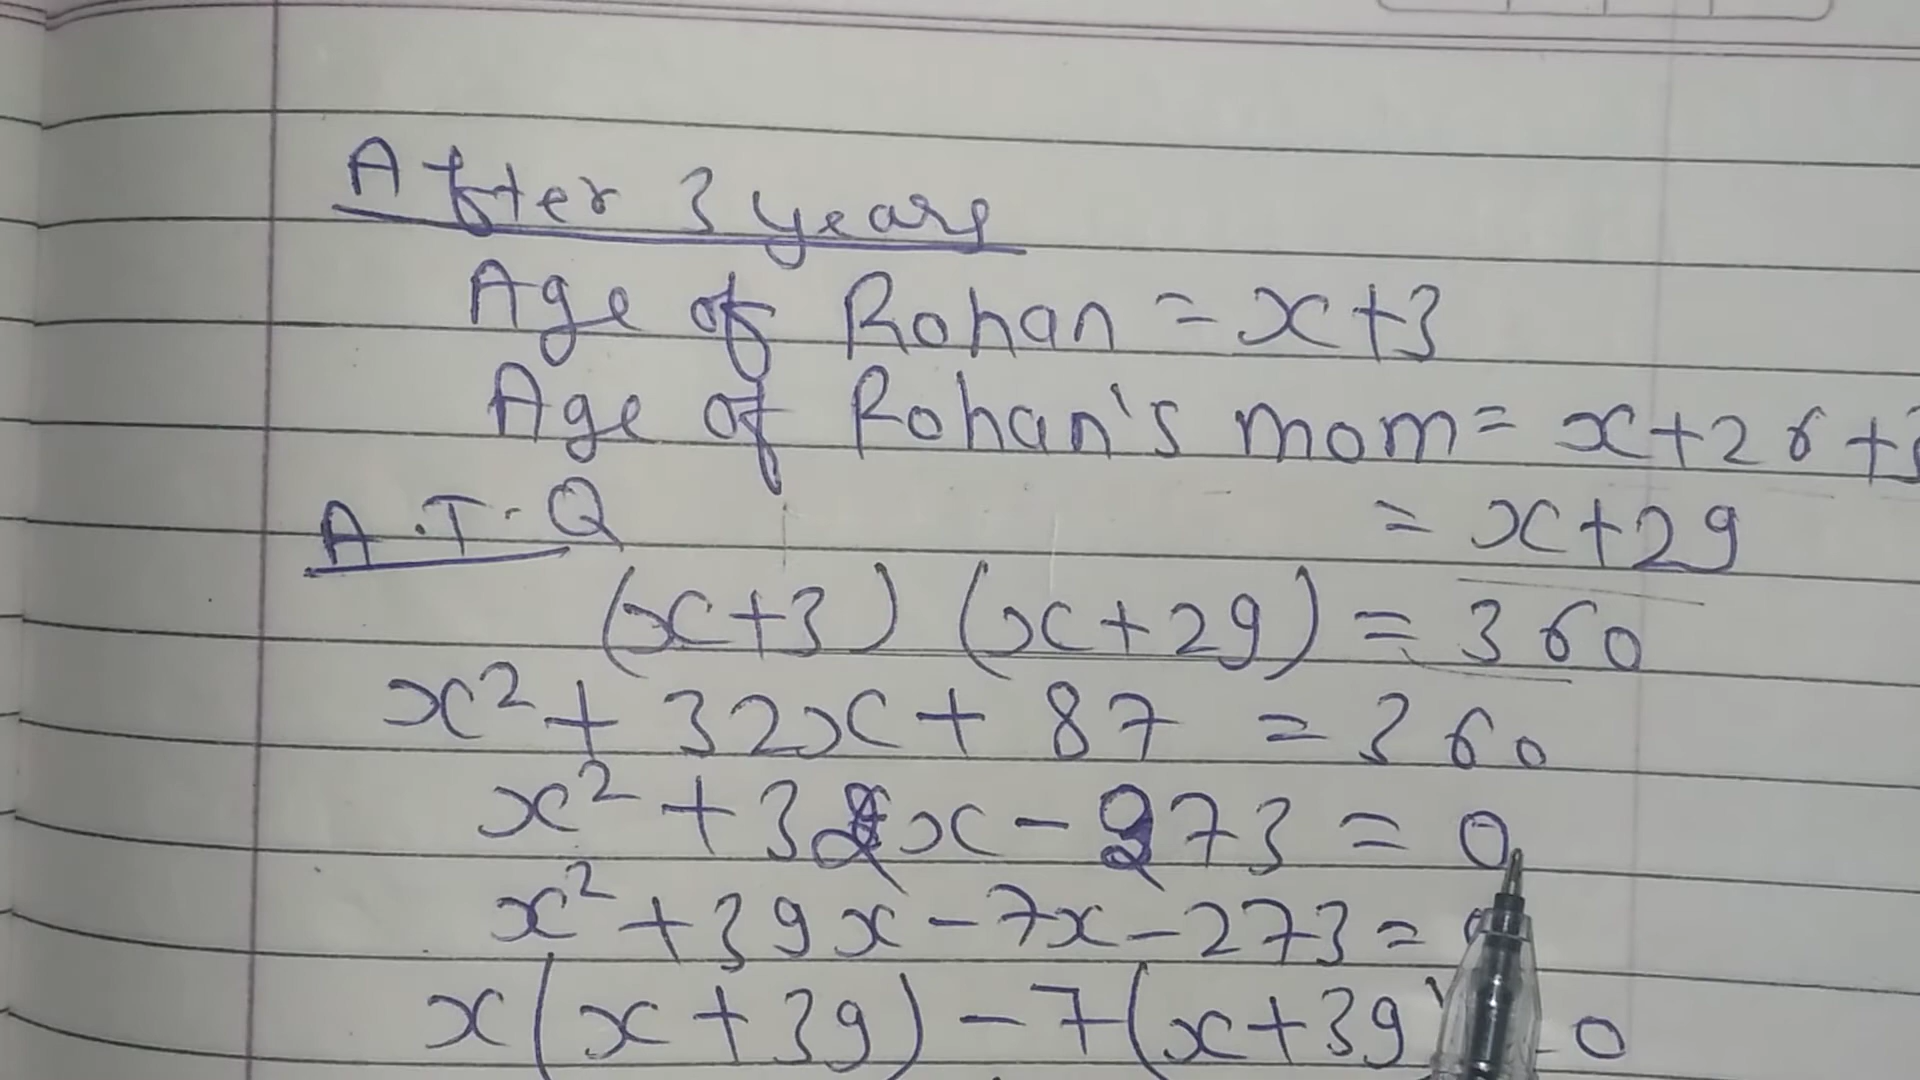 After 3 years
Age of Rohan = x+3
Age of Rohan's mom = x+26+3
= x+29
A.T.Q
(x+3) (x+29) = 360
x² + 32x + 87 = 360
x² + 32x - 273 = 0
x² + 39x - 7x - 273 = 0
x(x+39) - 7(x+39) = 0